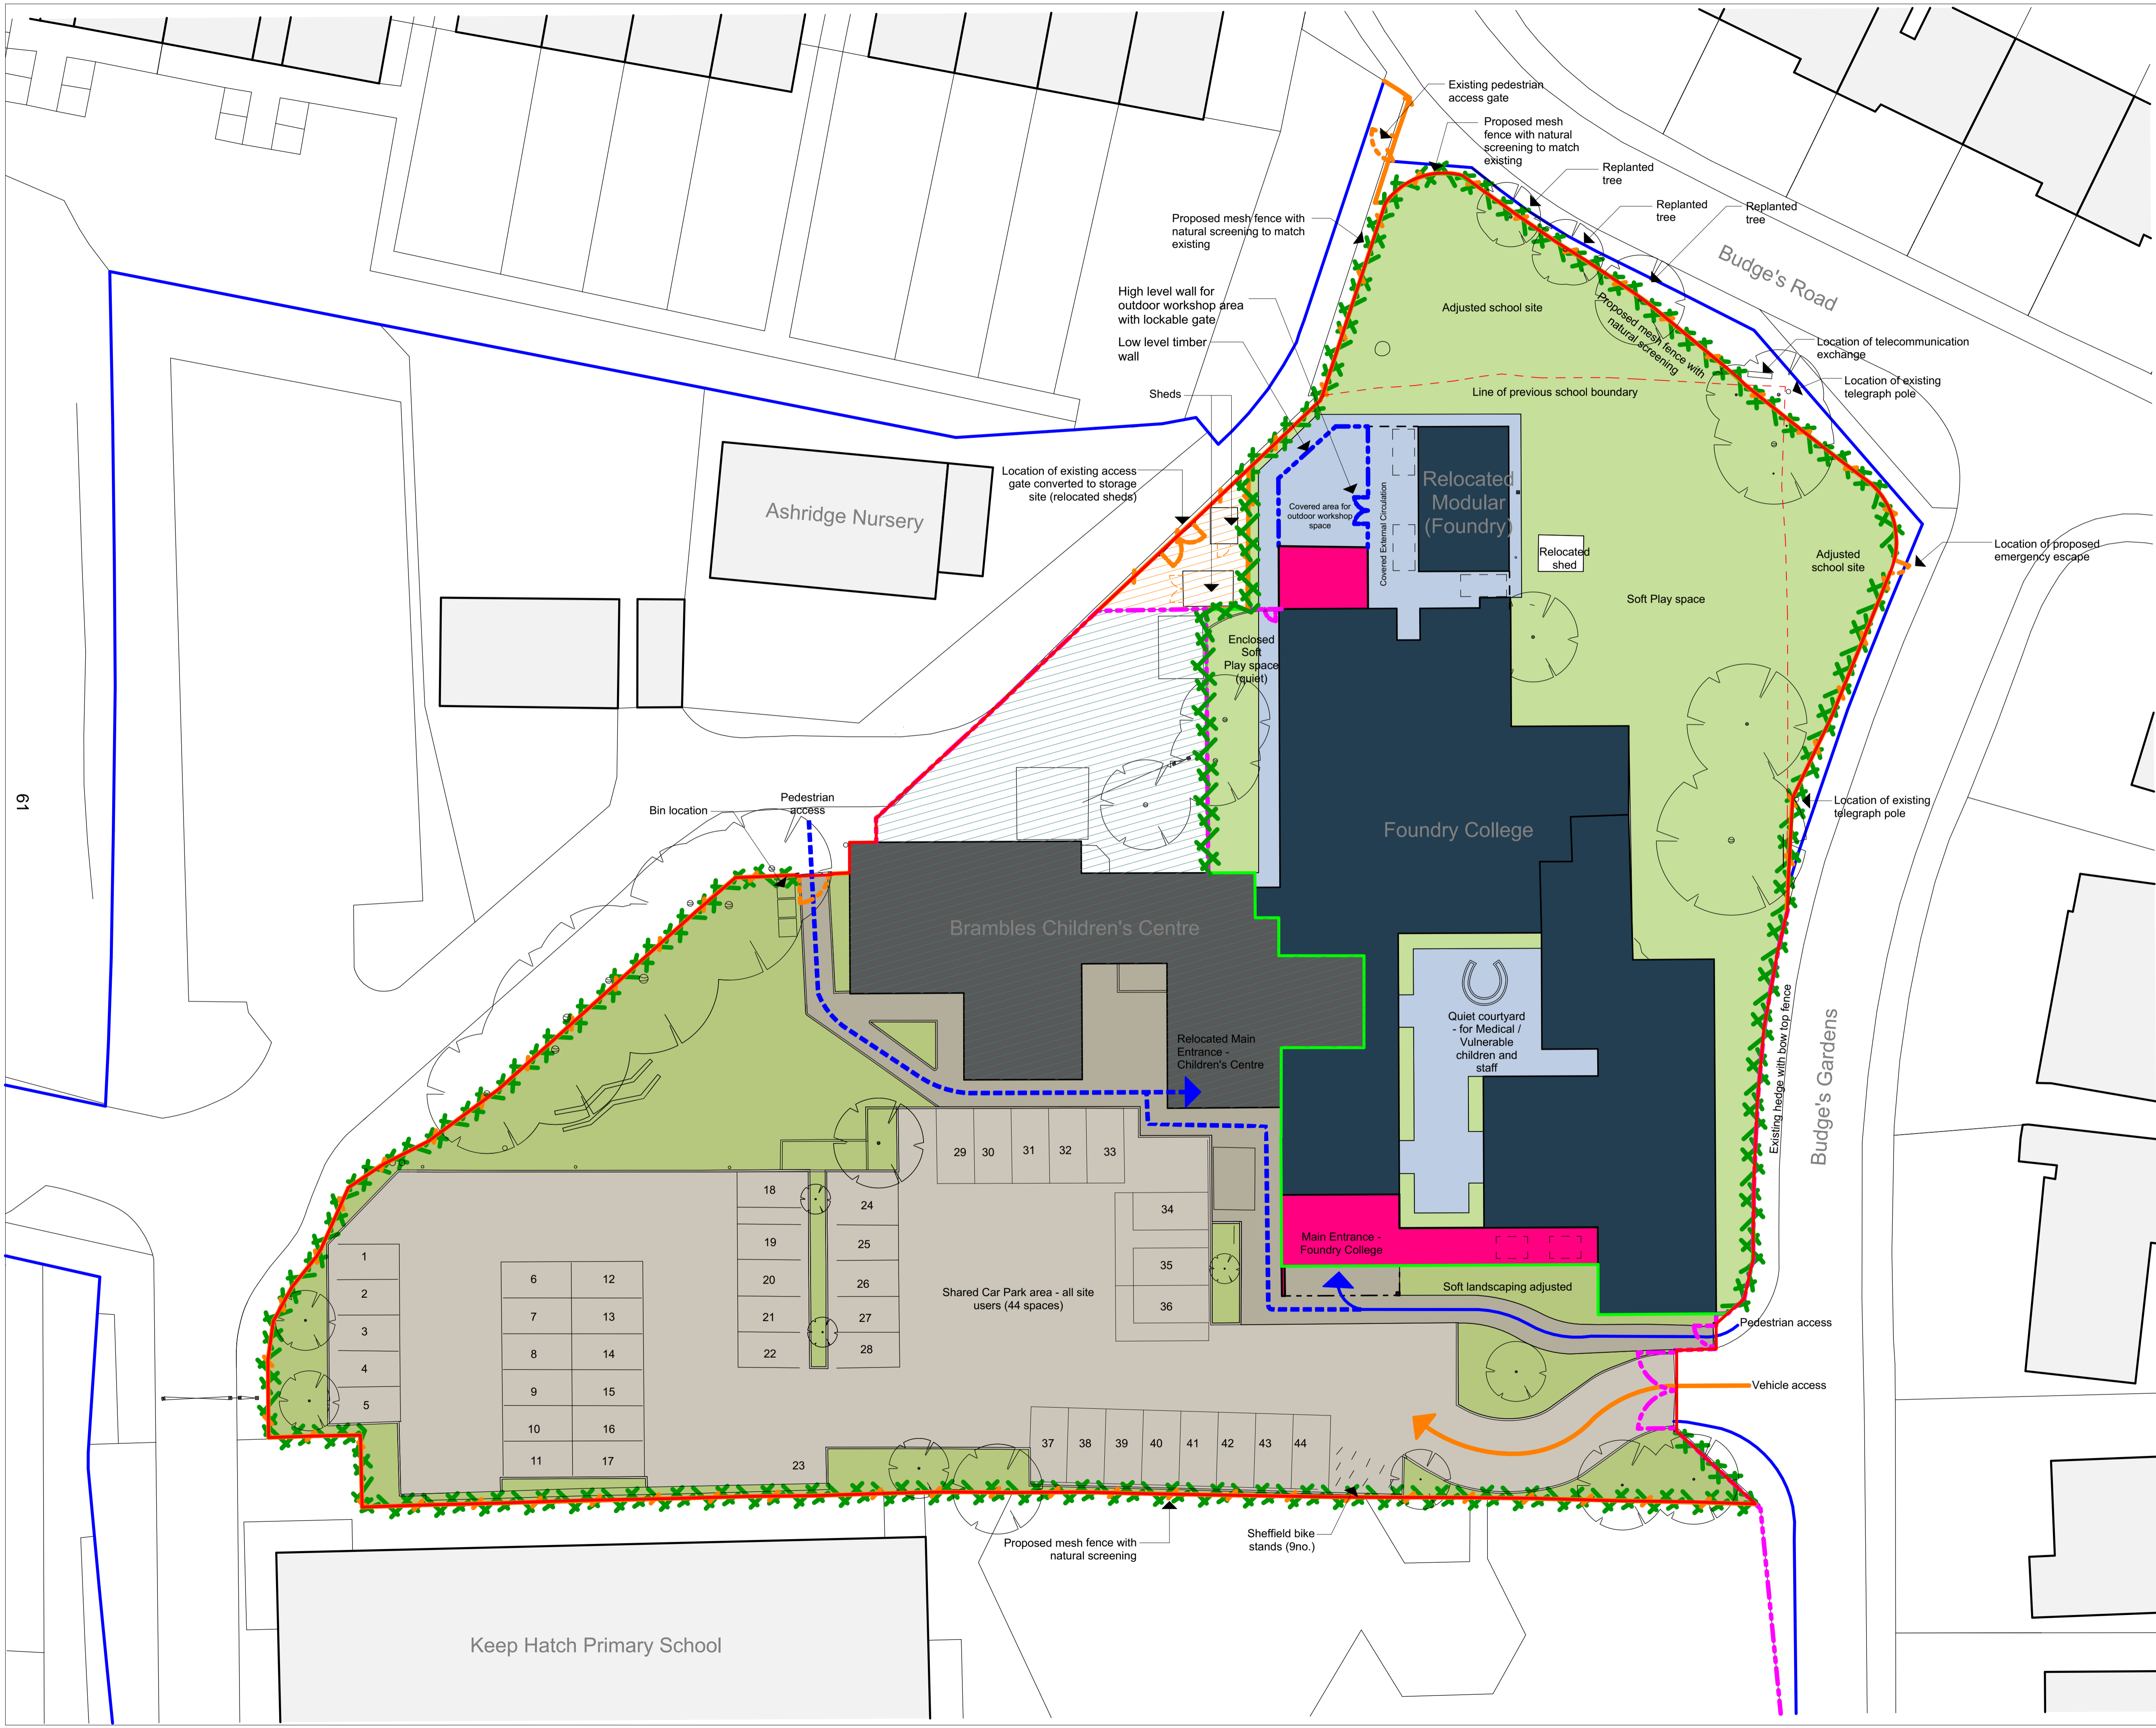 Existing pedestrian
access gate
Proposed mesh
fence with natural
screening to match
existing
Replanted
tree
Replanted
tree
Replanted
tree
Proposed mesh fence with
natural screening to match
existing
Budge's Road
High level wall for
outdoor workshop area
with lockable gate
Low level timber
wall
Sheds
Adjusted school site
Proposed mesh fence with
natural screening
Location of telecommunication
exchange
Location of existing
telegraph pole
Line of previous school boundary
Location of existing access
gate converted to storage
site (relocated sheds)
Ashridge Nursery
Covered area for
outdoor workshop
space
Covered External Circulation
Relocated
Modular
(Foundry)
Relocated
shed
Adjusted
school site
Location of proposed
emergency escape
Soft Play space
Enclosed
Soft
Play space
(quiet)
61
Bin location
Pedestrian
access
Foundry College
Location of existing
telegraph pole
Brambles Children's Centre
Quiet courtyard
- for Medical /
Vulnerable
children and
staff
Relocated Main
Entrance -
Children's Centre
Existing hedge with bow top fence
Budge's Gardens
29 30 31 32 33
18
19
20
21
22
24
25
26
27
28
34
35
36
1
2
3
4
5
6 12
7 13
8 14
9 15
10 16
11 17
23
Shared Car Park area - all site
users (44 spaces)
Main Entrance -
Foundry College
Soft landscaping adjusted
Pedestrian access
Vehicle access
37 38 39 40 41 42 43 44
Proposed mesh fence with
natural screening
Sheffield bike
stands (9no.)
Keep Hatch Primary School